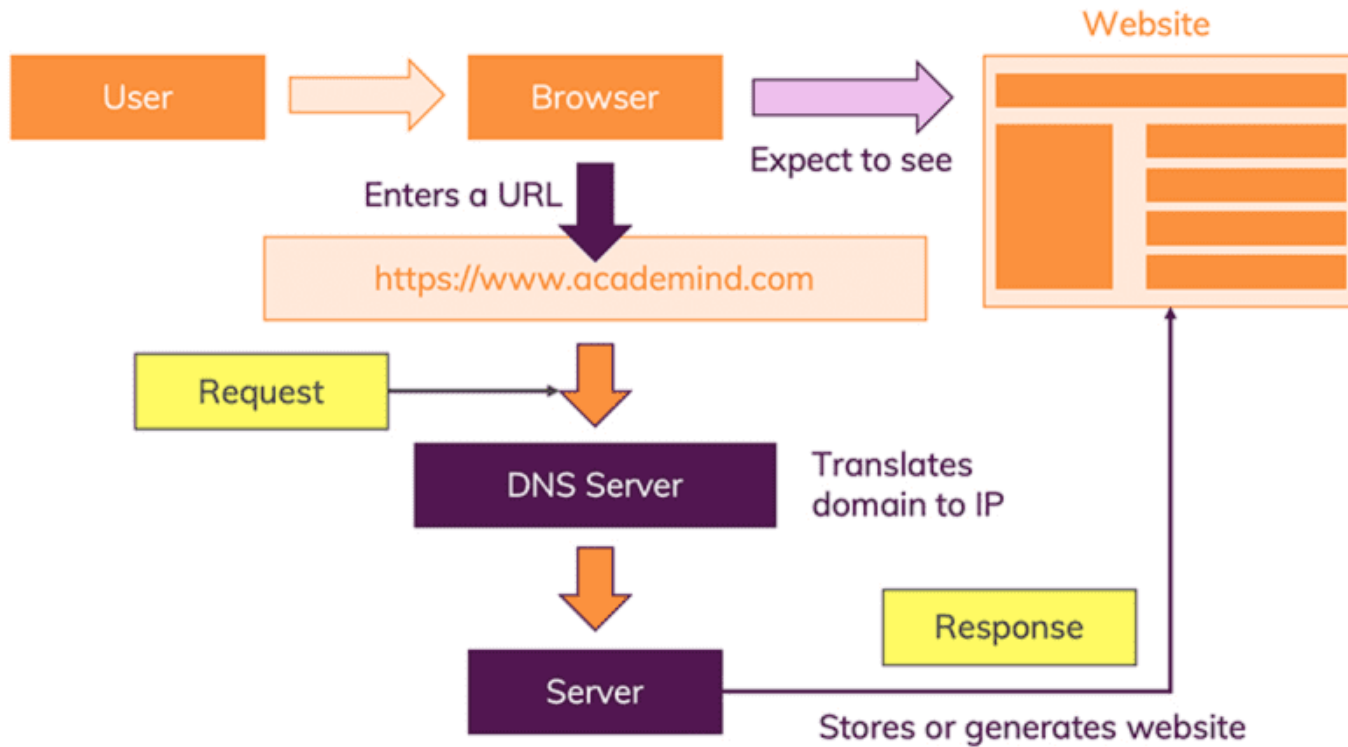 Website
User
Browser
Expect to see
Enters a URL
https://www.academind.com
Request
DNS Server
Translates
domain to IP
Response
Server
Stores or generates website